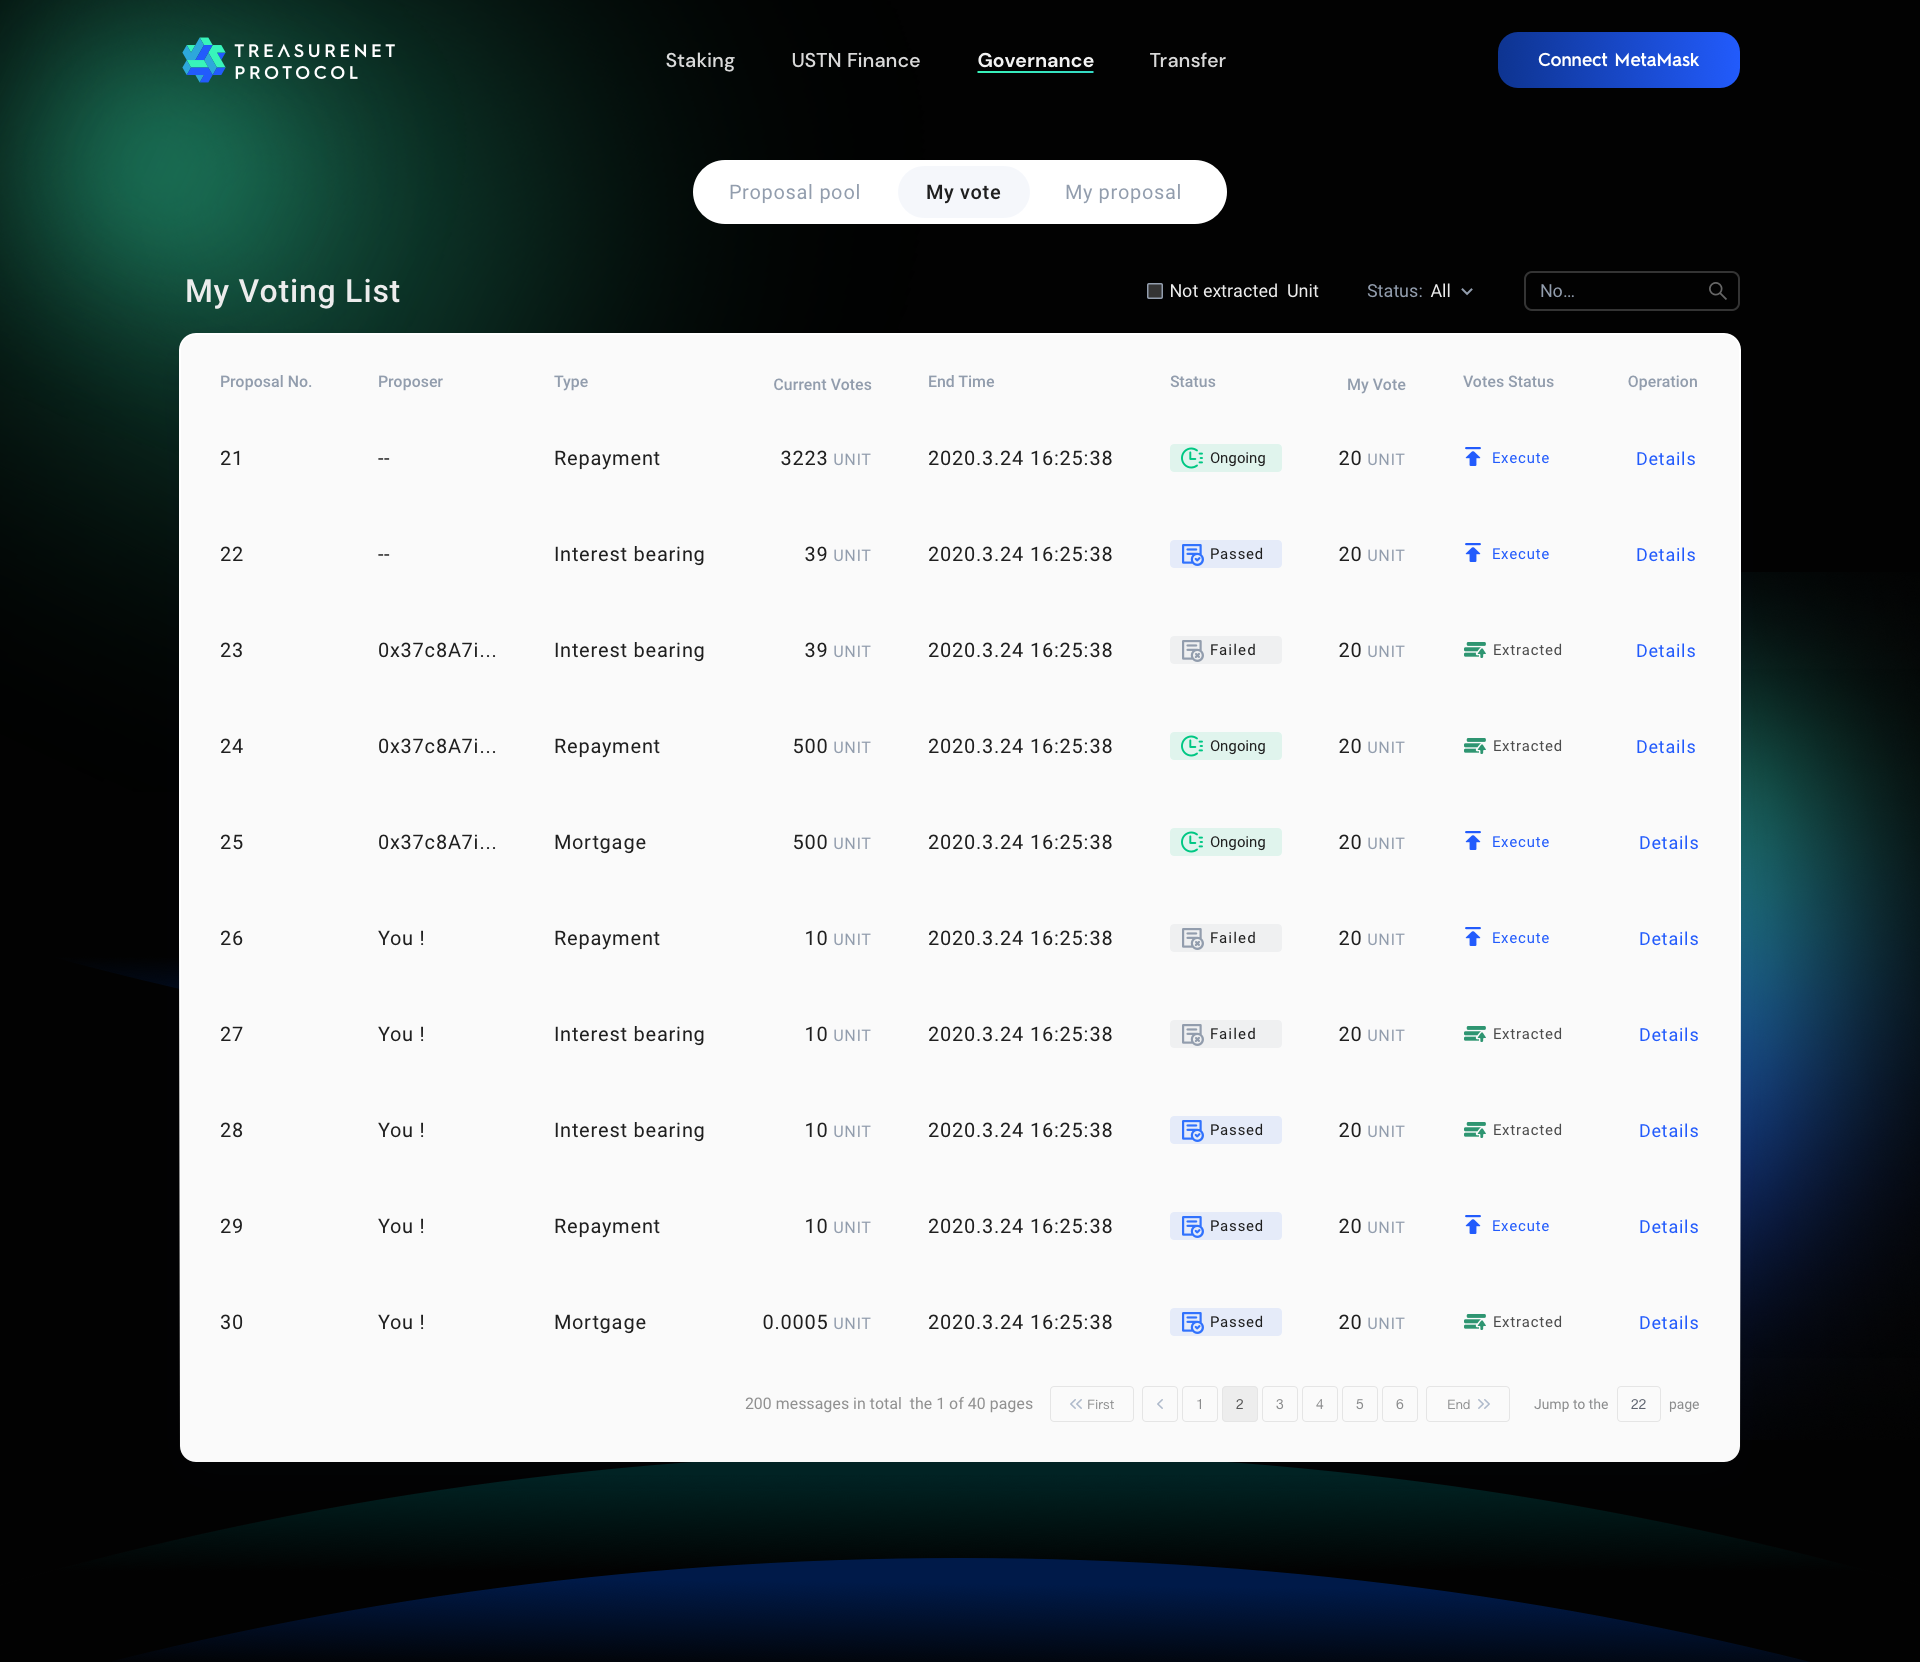 TREASURENET
PROTOCOL
Staking USTN Finance Governance Transfer
Connect MetaMask
Proposal pool My vote My proposal
My Voting List
Not extracted Unit Status: All No...
Proposal No. Proposer Type Current Votes End Time Status My Vote Votes Status Operation
21 -- Repayment 3223 UNIT 2020.3.24 16:25:38 Ongoing 20 UNIT Execute Details
22 -- Interest bearing 39 UNIT 2020.3.24 16:25:38 Passed 20 UNIT Execute Details
23 0x37c8A7i... Interest bearing 39 UNIT 2020.3.24 16:25:38 Failed 20 UNIT Extracted Details
24 0x37c8A7i... Repayment 500 UNIT 2020.3.24 16:25:38 Ongoing 20 UNIT Extracted Details
25 0x37c8A7i... Mortgage 500 UNIT 2020.3.24 16:25:38 Ongoing 20 UNIT Execute Details
26 You ! Repayment 10 UNIT 2020.3.24 16:25:38 Failed 20 UNIT Execute Details
27 You ! Interest bearing 10 UNIT 2020.3.24 16:25:38 Failed 20 UNIT Extracted Details
28 You ! Interest bearing 10 UNIT 2020.3.24 16:25:38 Passed 20 UNIT Extracted Details
29 You ! Repayment 10 UNIT 2020.3.24 16:25:38 Passed 20 UNIT Execute Details
30 You ! Mortgage 0.0005 UNIT 2020.3.24 16:25:38 Passed 20 UNIT Extracted Details
200 messages in total the 1 of 40 pages First 1 2 3 4 5 6 End Jump to the 22 page